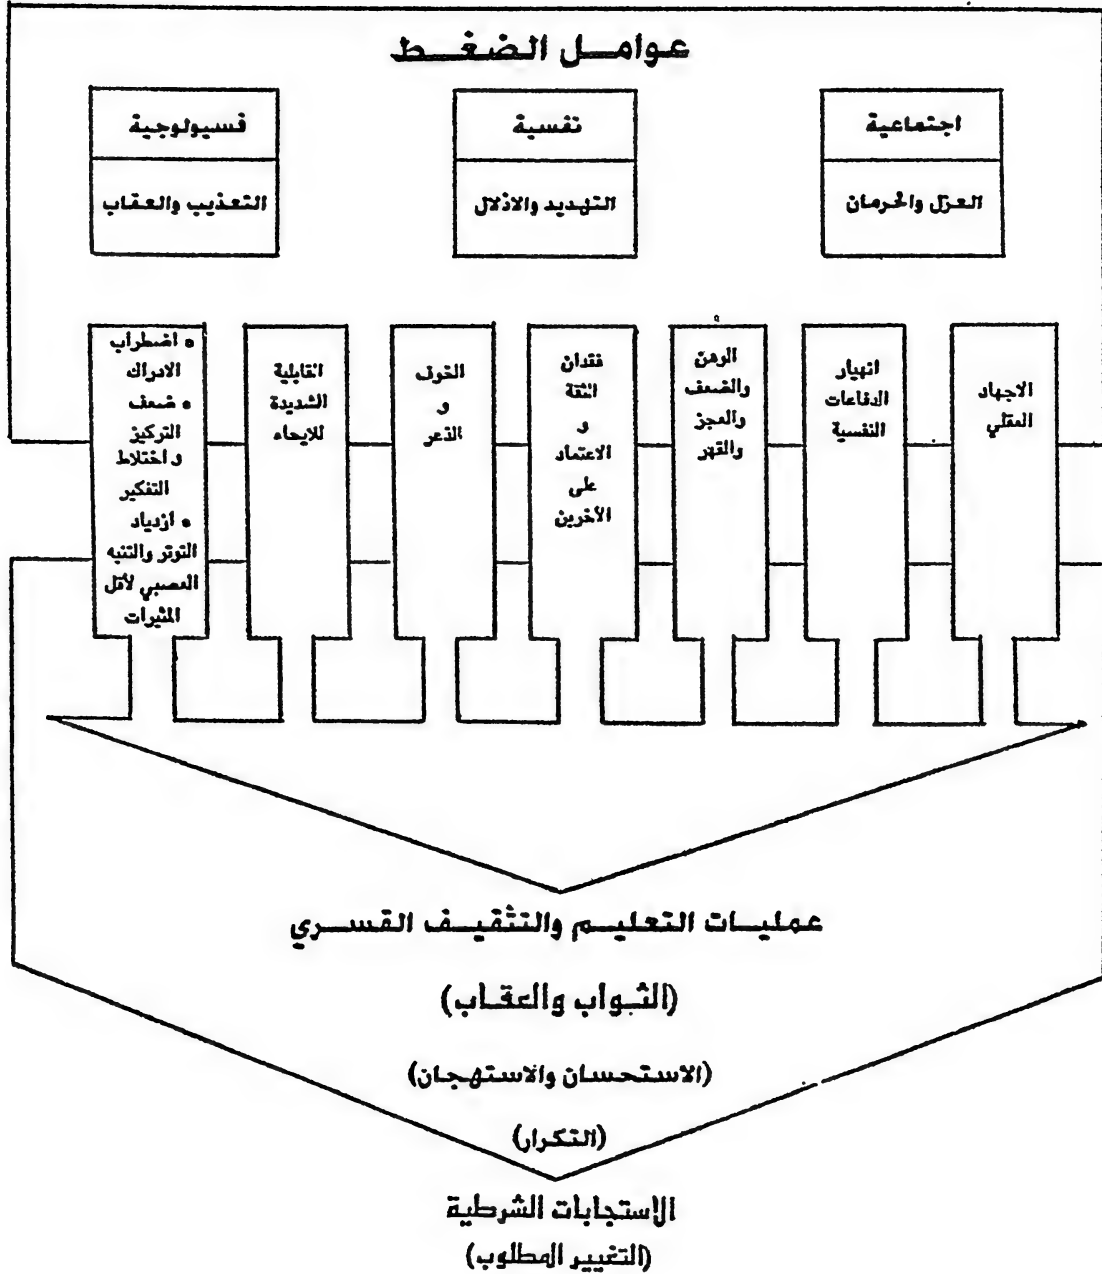 عوامل الضغط
اجتماعية
العزل والحرمان
نفسية
التهديد والاذلال
فسيولوجية
التعذيب والعقاب
الاجهاد
العقلي
انهيار
الدفاعات
النفسية
الوهن
والضعف
والعجز
والقهر
فقدان
الثقة
و
الاعتماد
على
الآخرين
الخوف
و
الذعر
القابلية
الشديدة
للايحاء
• اضطراب
الادراك
• ضعف
التركيز
واختلاط
التفكير
• ازدياد
التوتر والتنبه
العصبي لأقل
المثيرات
عمليات التعليم والتثقيف القسري
(الثواب والعقاب)
(الاستحسان والاستهجان)
(التكرار)
الاستجابات الشرطية
(التغيير المطلوب)